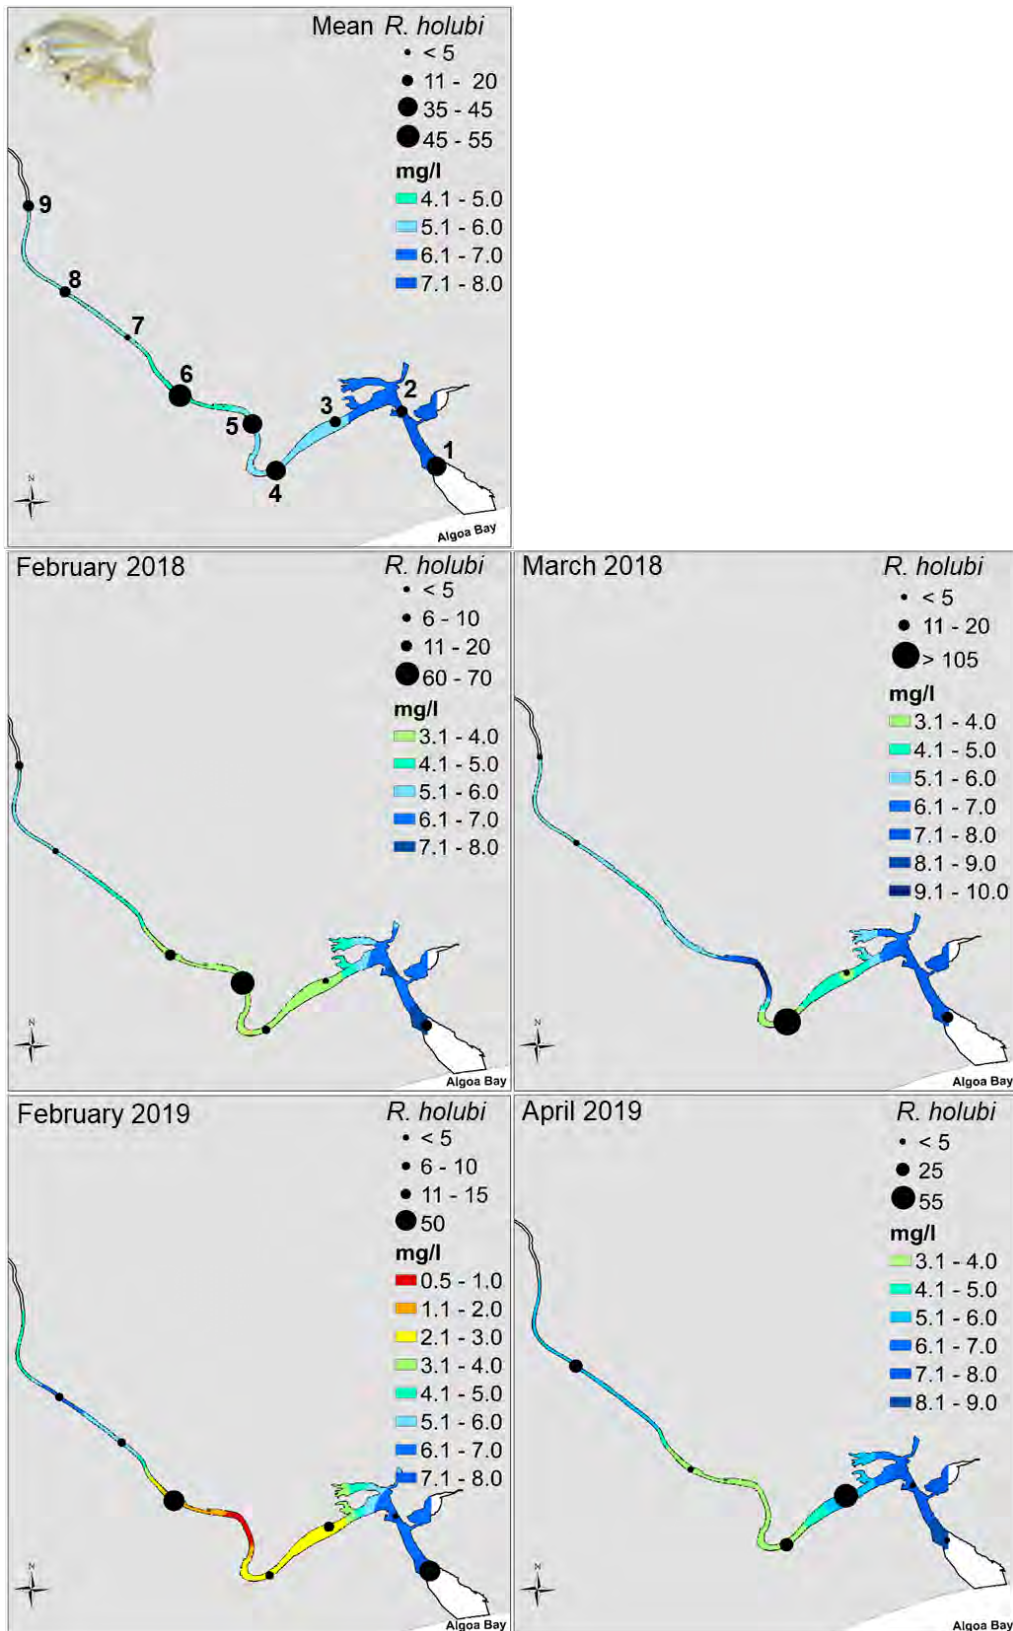 Mean R. holubi
< 5
11 - 20
35 - 45
45 - 55
mg/l
4.1 - 5.0
5.1 - 6.0
6.1 - 7.0
7.1 - 8.0
9
8
7
6
5
4
3
2
1
N
Algoa Bay
February 2018
R. holubi
< 5
6 - 10
11 - 20
60 - 70
mg/l
3.1 - 4.0
4.1 - 5.0
5.1 - 6.0
6.1 - 7.0
7.1 - 8.0
N
Algoa Bay
March 2018
R. holubi
< 5
11 - 20
> 105
mg/l
3.1 - 4.0
4.1 - 5.0
5.1 - 6.0
6.1 - 7.0
7.1 - 8.0
8.1 - 9.0
9.1 - 10.0
N
Algoa Bay
February 2019
R. holubi
< 5
6 - 10
11 - 15
50
mg/l
0.5 - 1.0
1.1 - 2.0
2.1 - 3.0
3.1 - 4.0
4.1 - 5.0
5.1 - 6.0
6.1 - 7.0
7.1 - 8.0
N
Algoa Bay
April 2019
R. holubi
< 5
25
55
mg/l
3.1 - 4.0
4.1 - 5.0
5.1 - 6.0
6.1 - 7.0
7.1 - 8.0
8.1 - 9.0
N
Algoa Bay